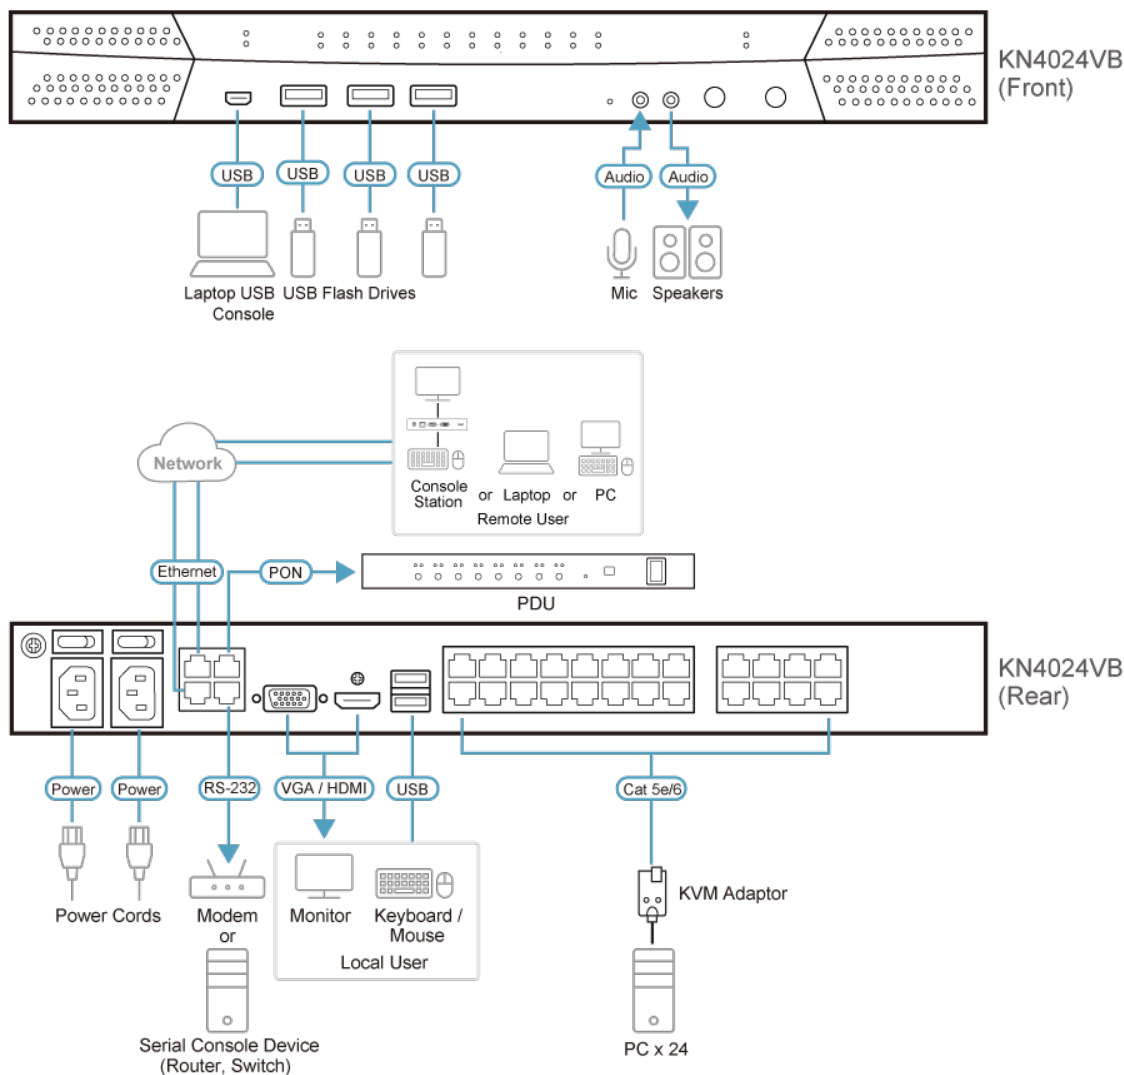 KN4024VB
(Front)
USB
USB
USB
USB
Audio
Audio
Laptop USB
Console
USB Flash Drives
Mic
Speakers
Network
Console
Station
or
Laptop
or
PC
Remote User
Ethernet
PON
PDU
KN4024VB
(Rear)
Power
Power
RS-232
VGA / HDMI
USB
Cat 5e/6
KVM Adaptor
Power Cords
Modem
or
Monitor
Keyboard /
Mouse
Local User
Serial Console Device
(Router, Switch)
PC x 24